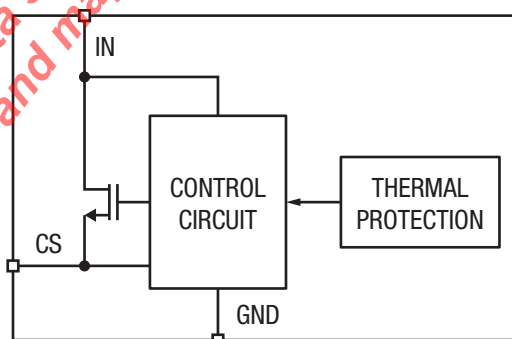 IN
CONTROL
CIRCUIT
THERMAL
PROTECTION
CS
GND